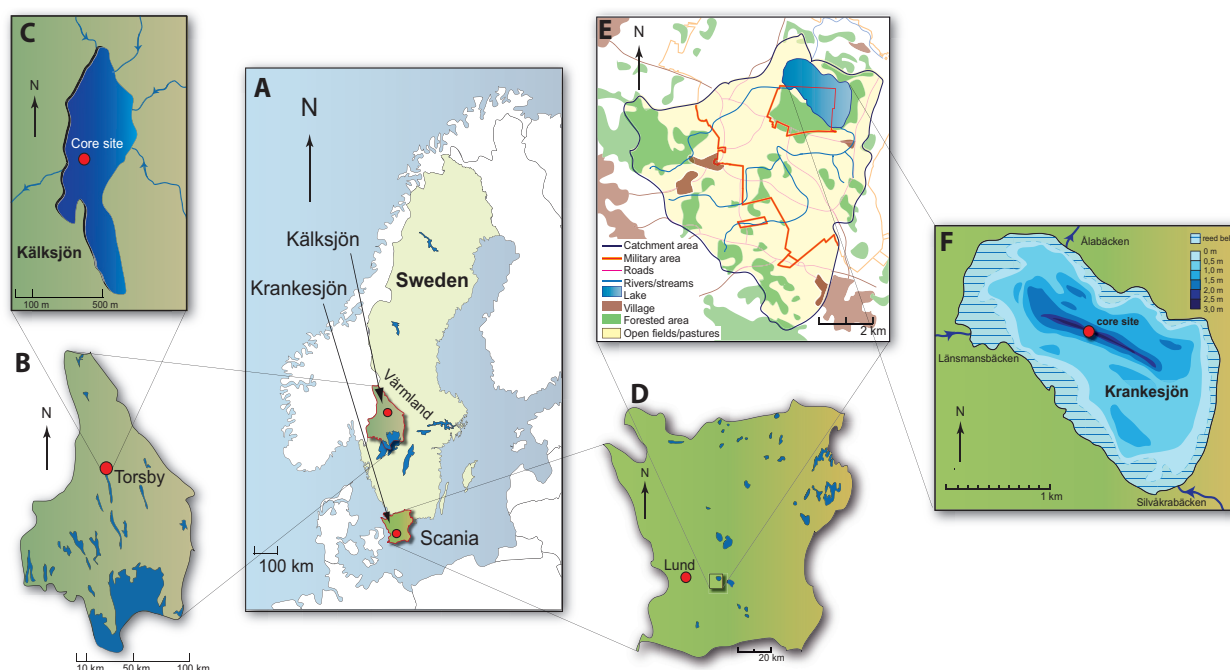 C
N
Core site
Kälksjön
100 m
500 m
B
N
Torsby
10 km
50 km
100 km
A
N
Kälksjön
Krankesjön
Sweden
Värmland
Scania
100 km
E
N
Catchment area
Military area
Roads
Rivers/streams
Lake
Village
Forested area
Open fields/pastures
2 km
D
N
Lund
20 km
F
reed bel
Ålabäcken
0 m
0,5 m
1,0 m
1,5 m
2,0 m
2,5 m
3,0 m
core site
Länsmansbäcken
Krankesjön
N
1 km
Silvåkrabäcken